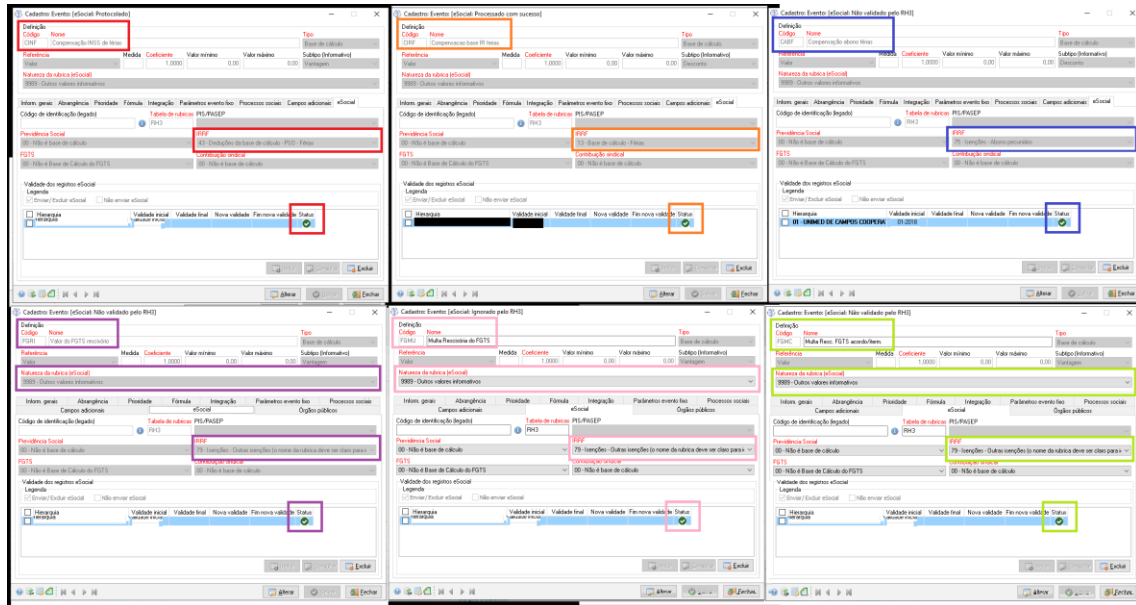 Cadastro: Evento: [eSocial: Protocolado]
Definição
Código Nome Tipo
CINF Compensação INSS de férias Base de cálculo
Referência Medida Coeficiente Valor mínimo Valor máximo Subtipo (Informativo)
Valor 1,0000 0,00 0,00 Vantagem
Natureza da rubrica (eSocial)
9989 - Outros valores informativos
Inform. gerais Abrangência Prioridade Fórmula Integração Parâmetros evento fixo Processos sociais Campos adicionais eSocial
Código de identificação (legado) Tabela de rubricas PIS/PASEP
RH3
Previdência Social IRRF
00 - Não é base de cálculo 43 - Deduções da base de cálculo - PSO - Férias
FGTS Contribuição sindical
00 - Não é Base de Cálculo do FGTS 00 - Não é base de cálculo
Validade dos registros eSocial
Legenda
Enviar/Excluir eSocial Não enviar eSocial
Hierarquia Validade inicial Validade final Nova validade Fim nova validade Status
Hierarquia
Excluir
Alterar Fechar
Cadastro: Evento: [eSocial: Processado com sucesso]
Definição
Código Nome Tipo
CIRF Compensacao base IR férias Base de cálculo
Referência Medida Coeficiente Valor mínimo Valor máximo Subtipo (Informativo)
Valor 1,0000 0,00 0,00 Desconto
Natureza da rubrica (eSocial)
9989 - Outros valores informativos
Inform. gerais Abrangência Prioridade Fórmula Integração Parâmetros evento fixo Processos sociais Campos adicionais eSocial
Código de identificação (legado) Tabela de rubricas PIS/PASEP
RH3
Previdência Social IRRF
00 - Não é base de cálculo 13 - Base de cálculo - Férias
FGTS Contribuição sindical
00 - Não é Base de Cálculo do FGTS 00 - Não é base de cálculo
Validade dos registros eSocial
Legenda
Enviar/Excluir eSocial Não enviar eSocial
Hierarquia Validade inicial Validade final Nova validade Fim nova validade Status
Excluir
Alterar Fechar
Cadastro: Evento: [eSocial: Não validado pelo RH3]
Definição
Código Nome Tipo
CABF Compensação abono férias Base de cálculo
Referência Medida Coeficiente Valor mínimo Valor máximo Subtipo (Informativo)
Valor 1,0000 0,00 0,00 Desconto
Natureza da rubrica (eSocial)
9989 - Outros valores informativos
Inform. gerais Abrangência Prioridade Fórmula Integração Parâmetros evento fixo Processos sociais Campos adicionais eSocial
Código de identificação (legado) Tabela de rubricas PIS/PASEP
RH3
Previdência Social IRRF
00 - Não é base de cálculo 75 - Isenções - Abono pecuniário
FGTS Contribuição sindical
00 - Não é Base de Cálculo do FGTS 00 - Não é base de cálculo
Validade dos registros eSocial
Legenda
Enviar/Excluir eSocial Não enviar eSocial
Hierarquia Validade inicial Validade final Nova validade Fim nova validade Status
01 - UNIMED DE CAMPOS COOPERA 01-2018
Excluir
Alterar Fechar
Cadastro: Evento: [eSocial: Não validado pelo RH3]
Definição
Código Nome Tipo
FGRI Valor do FGTS rescisório Base de cálculo
Referência Medida Coeficiente Valor mínimo Valor máximo Subtipo (Informativo)
Valor 1,0000 0,00 0,00 Vantagem
Natureza da rubrica (eSocial)
9989 - Outros valores informativos
Inform. gerais Abrangência Prioridade Fórmula Integração Parâmetros evento fixo Processos sociais
Campos adicionais eSocial Órgãos públicos
Código de identificação (legado) Tabela de rubricas PIS/PASEP
RH3
Previdência Social IRRF
00 - Não é base de cálculo 79 - Isenções - Outras isenções (o nome da rubrica deve ser claro para i
FGTS Contribuição sindical
00 - Não é Base de Cálculo do FGTS 00 - Não é base de cálculo
Validade dos registros eSocial
Legenda
Enviar/Excluir eSocial Não enviar eSocial
Hierarquia Validade inicial Validade final Nova validade Fim nova validade Status
Excluir
Alterar Fechar
Cadastro: Evento: [eSocial: Ignorado pelo RH3]
Definição
Código Nome Tipo
FGMU Multa Rescisória do FGTS Base de cálculo
Referência Medida Coeficiente Valor mínimo Valor máximo Subtipo (Informativo)
Valor 1,0000 0,00 0,00 Vantagem
Natureza da rubrica (eSocial)
9989 - Outros valores informativos
Inform. gerais Abrangência Prioridade Fórmula Integração Parâmetros evento fixo Processos sociais
Campos adicionais eSocial Órgãos públicos
Código de identificação (legado) Tabela de rubricas PIS/PASEP
RH3
Previdência Social IRRF
00 - Não é base de cálculo 79 - Isenções - Outras isenções (o nome da rubrica deve ser claro para i
FGTS Contribuição sindical
00 - Não é Base de Cálculo do FGTS 00 - Não é base de cálculo
Validade dos registros eSocial
Legenda
Enviar/Excluir eSocial Não enviar eSocial
Hierarquia Validade inicial Validade final Nova validade Fim nova validade Status
Excluir
Alterar Fechar
Cadastro: Evento: [eSocial: Não validado pelo RH3]
Definição
Código Nome Tipo
FGMC Multa Resc. FGTS acordo/item Base de cálculo
Referência Medida Coeficiente Valor mínimo Valor máximo Subtipo (Informativo)
Valor 1,0000 0,00 0,00 Vantagem
Natureza da rubrica (eSocial)
9989 - Outros valores informativos
Inform. gerais Abrangência Prioridade Fórmula Integração Parâmetros evento fixo Processos sociais
Campos adicionais eSocial Órgãos públicos
Código de identificação (legado) Tabela de rubricas PIS/PASEP
RH3
Previdência Social IRRF
00 - Não é base de cálculo 79 - Isenções - Outras isenções (o nome da rubrica deve ser claro para i
FGTS Contribuição sindical
00 - Não é Base de Cálculo do FGTS 00 - Não é base de cálculo
Validade dos registros eSocial
Legenda
Enviar/Excluir eSocial Não enviar eSocial
Hierarquia Validade inicial Validade final Nova validade Fim nova validade Status
Excluir
Alterar Fechar